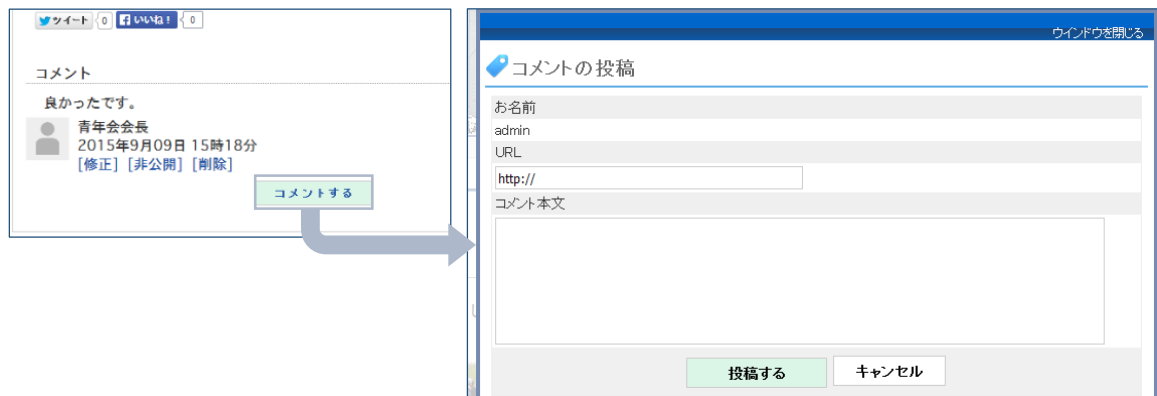 ツイート 0 いいね! 0
コメント
良かったです。
青年会会長
2015年9月09日 15時18分
[修正] [非公開] [削除]
コメントする
ウインドウを閉じる
コメントの投稿
お名前
admin
URL
http://
コメント本文
投稿する キャンセル